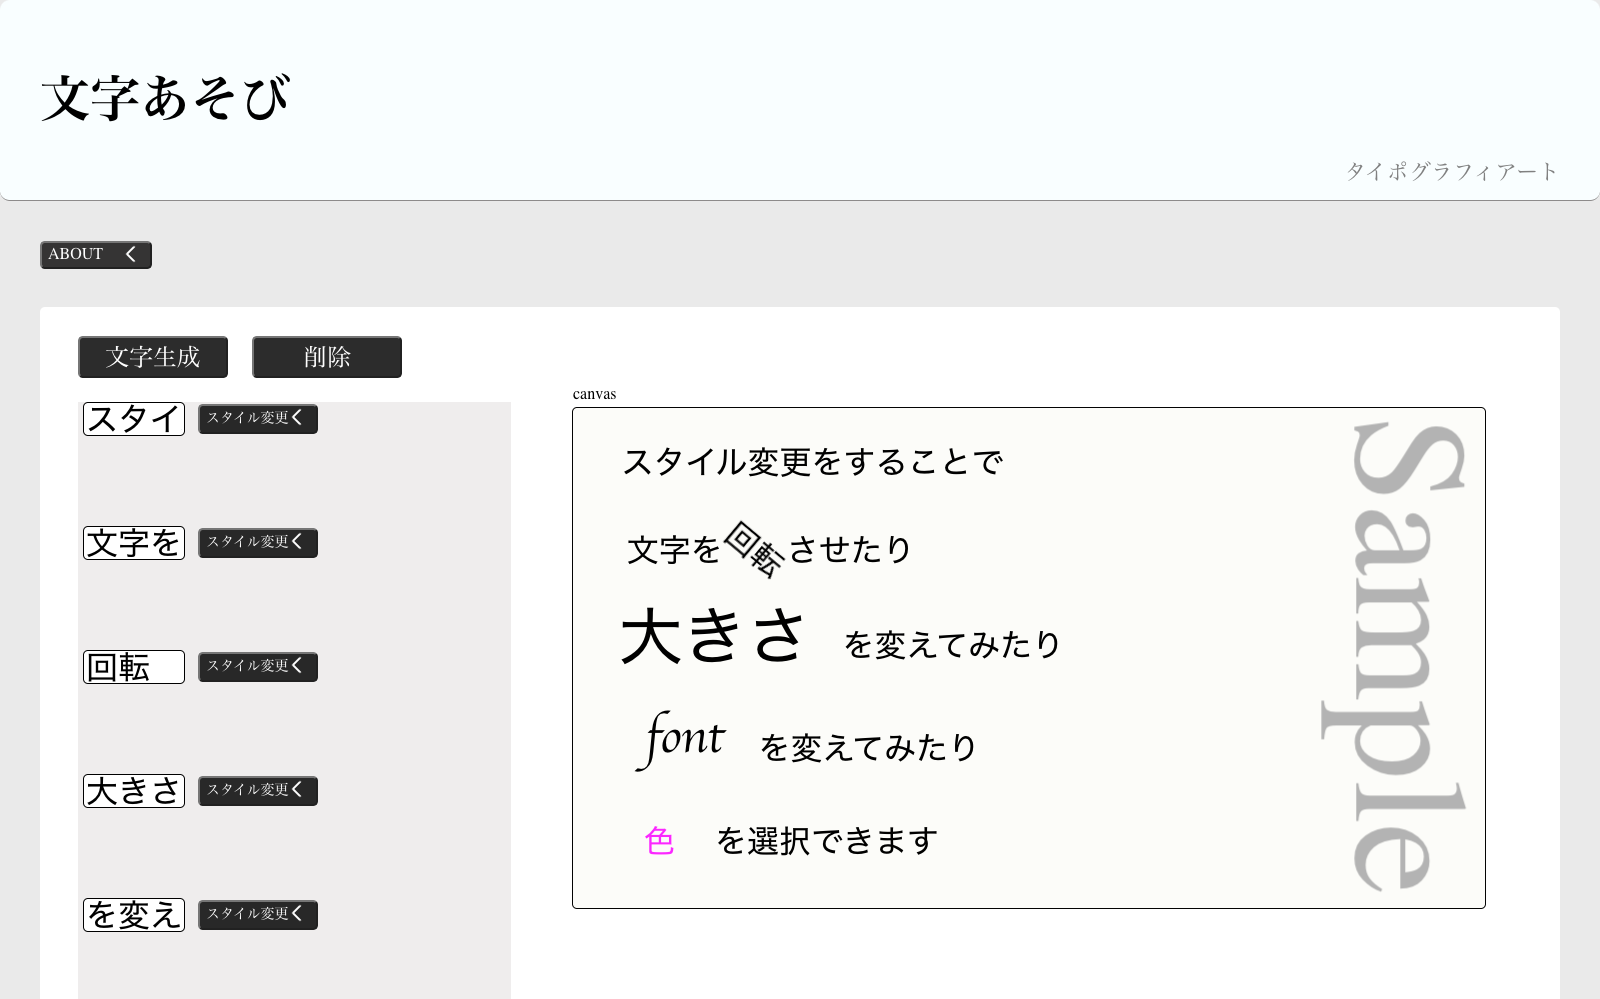 文字あそび
タイポグラフィアート
ABOUT
文字生成 削除
canvas
スタイ スタイル変更
文字を スタイル変更
回転 スタイル変更
大きさ スタイル変更
を変え スタイル変更
スタイル変更をすることで
文字を回転させたり
大きさ を変えてみたり
font を変えてみたり
色 を選択できます
Sample